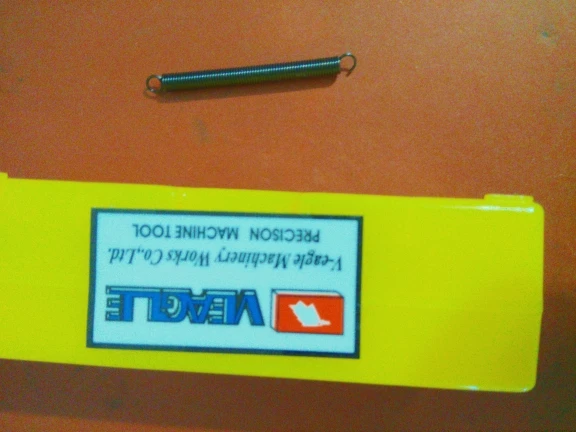 VEAGLE
V-eagle Machinery Works Co.,Ltd.
PRECISON MACHINE TOOL